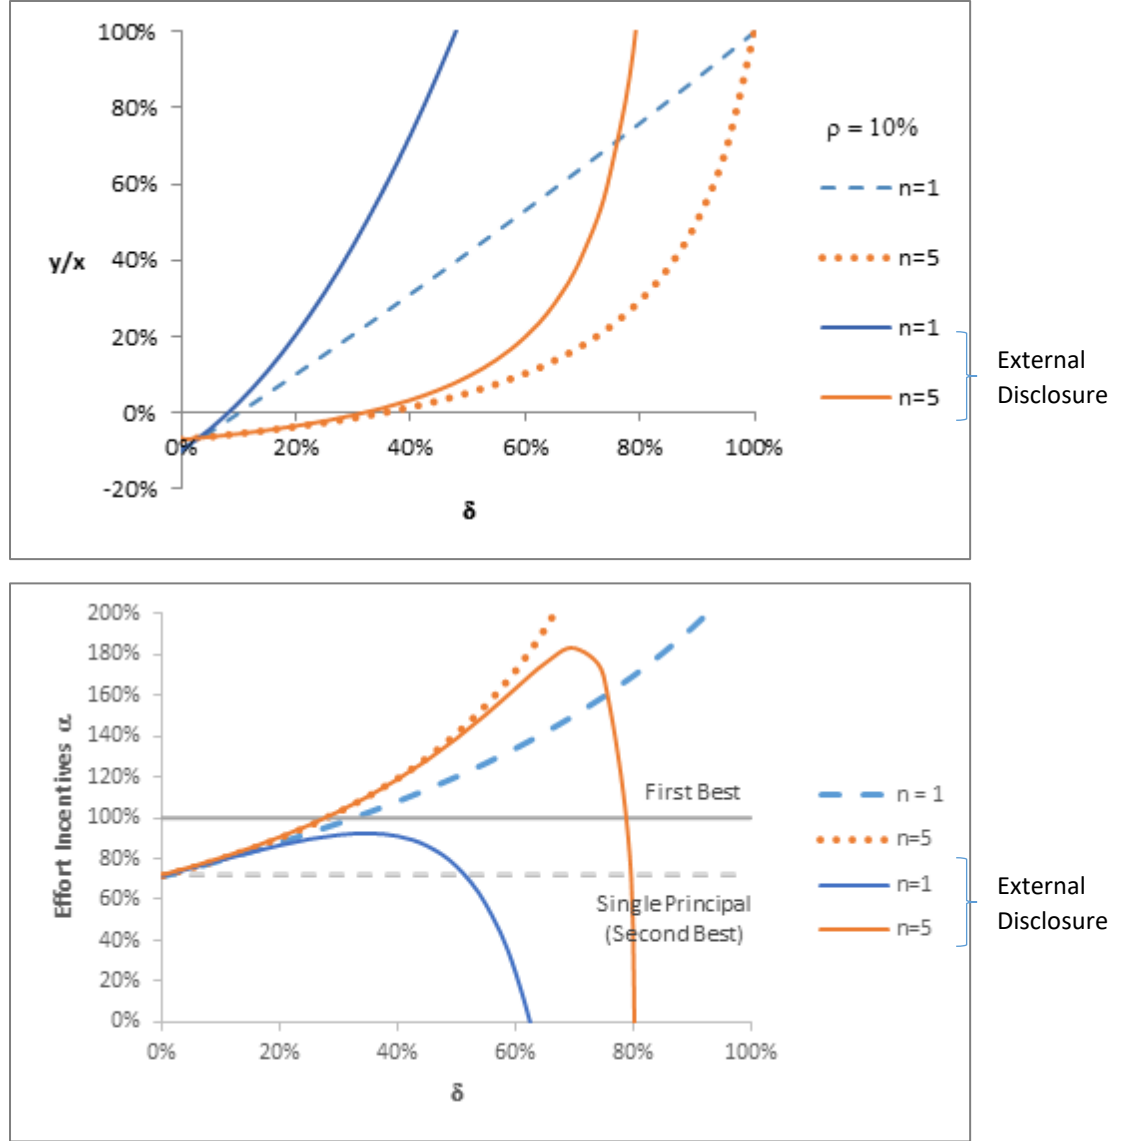 100%
80%
60%
40%
20%
0%
-20%
y/x
0%
20%
40%
60%
80%
100%
δ
ρ = 10%
n=1
n=5
n=1
n=5
External
Disclosure
200%
180%
160%
140%
120%
100%
80%
60%
40%
20%
0%
Effort Incentives α
0%
20%
40%
60%
80%
100%
δ
First Best
Single Principal
(Second Best)
n = 1
n=5
n=1
n=5
External
Disclosure